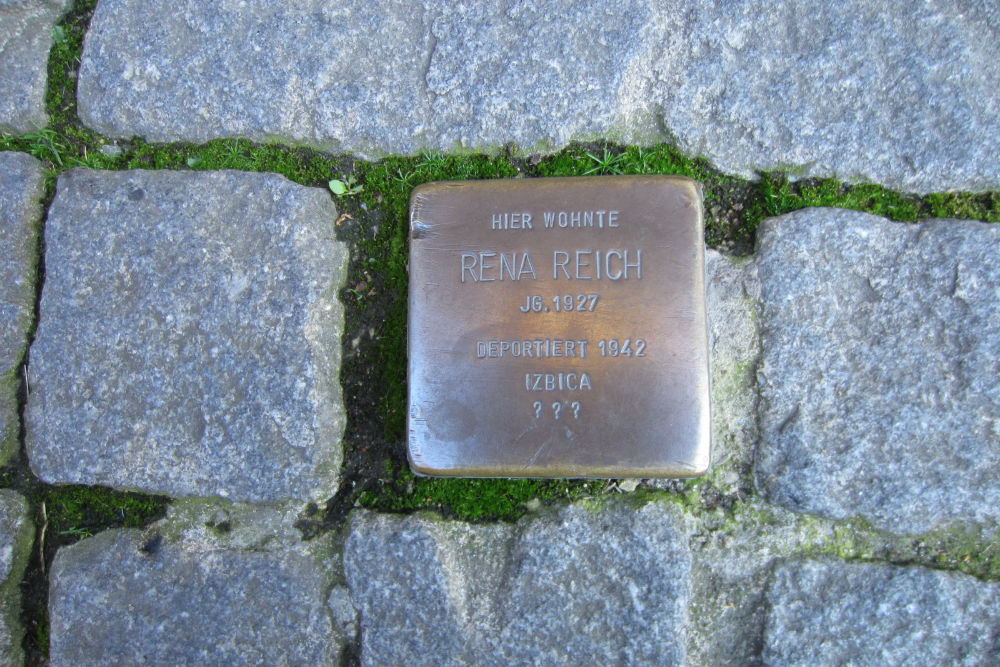 HIER WOHNTE
RENA REICH
JG. 1927
DEPORTIERT 1942
IZBICA
? ? ?